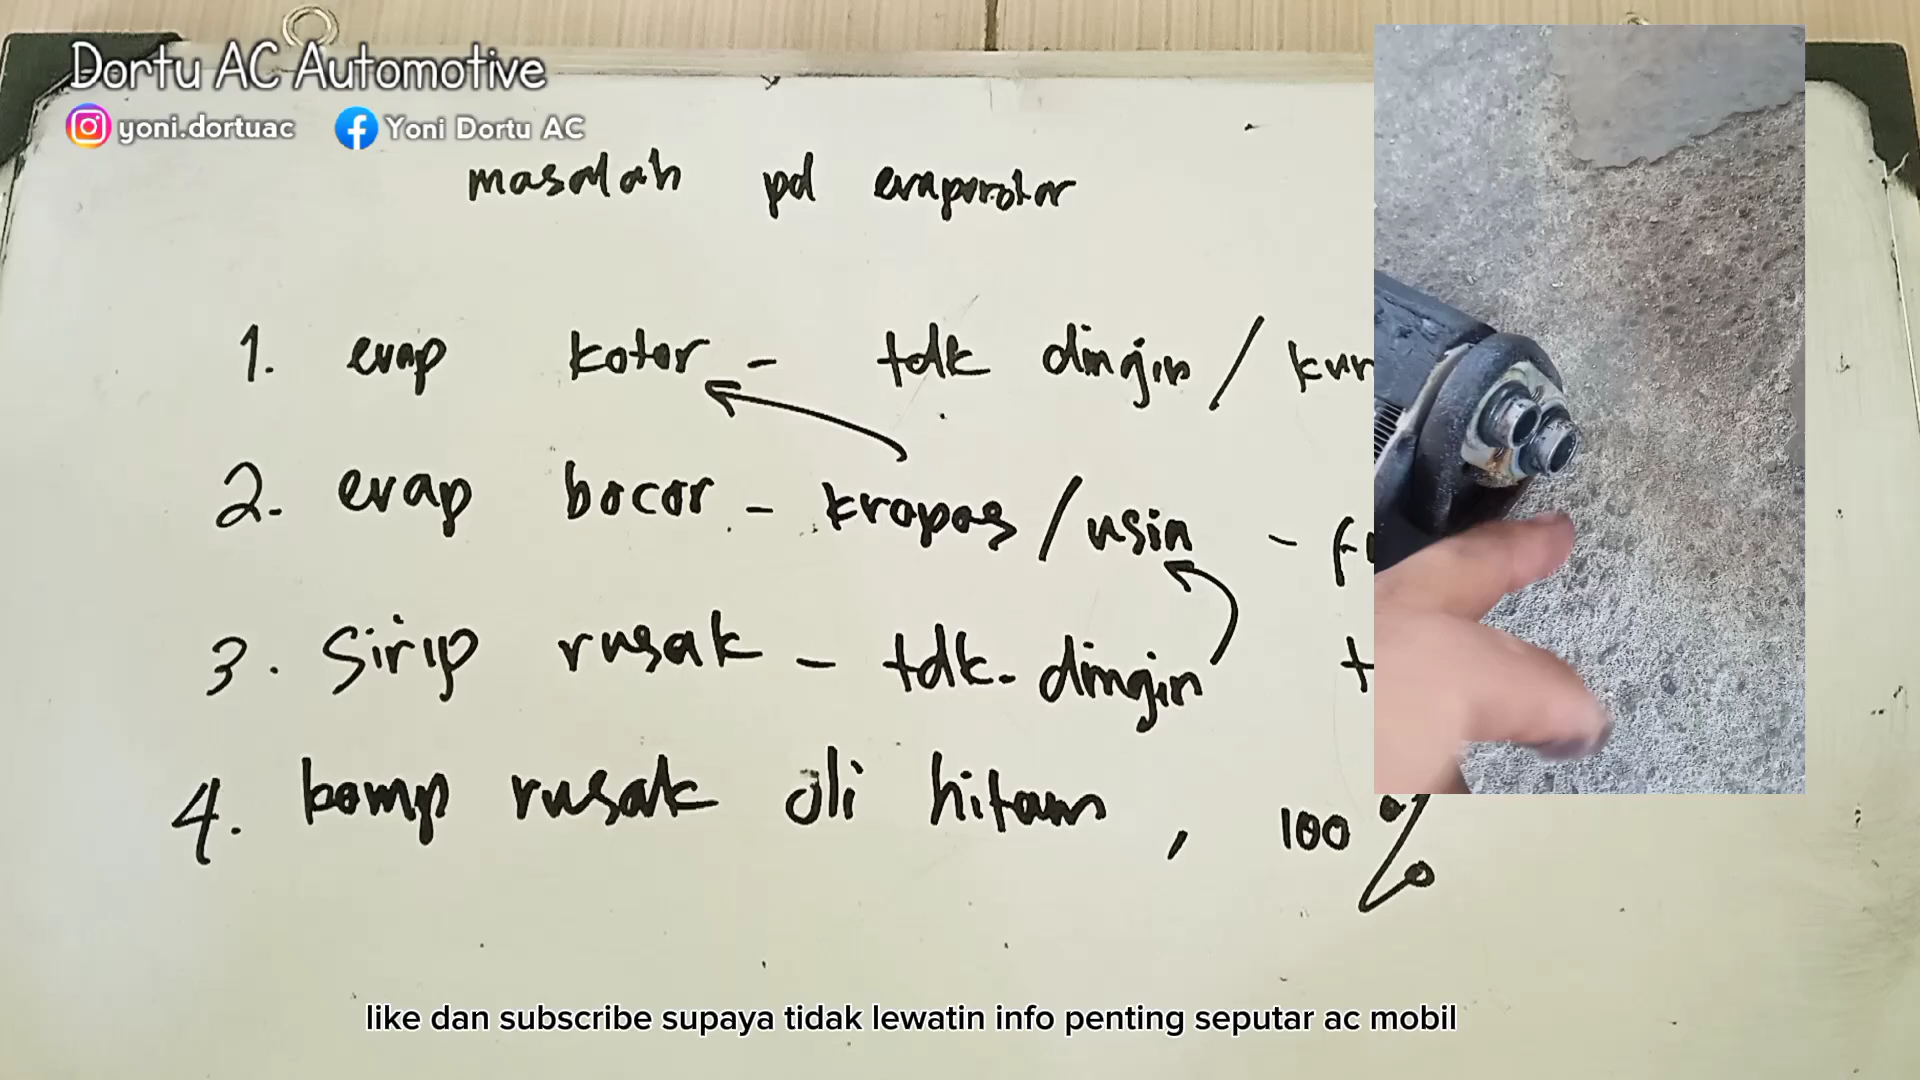 Dortu AC Automotive
yoni.dortuac Yoni Dortu AC
masalah pd evaporator
1. evap kotor - tdk dingin / kur
2. evap bocor - kropos / usia -
3. Sirip rusak - tdk dingin
4. komp rusak oli hitam, 100%
like dan subscribe supaya tidak lewatin info penting seputar ac mobil